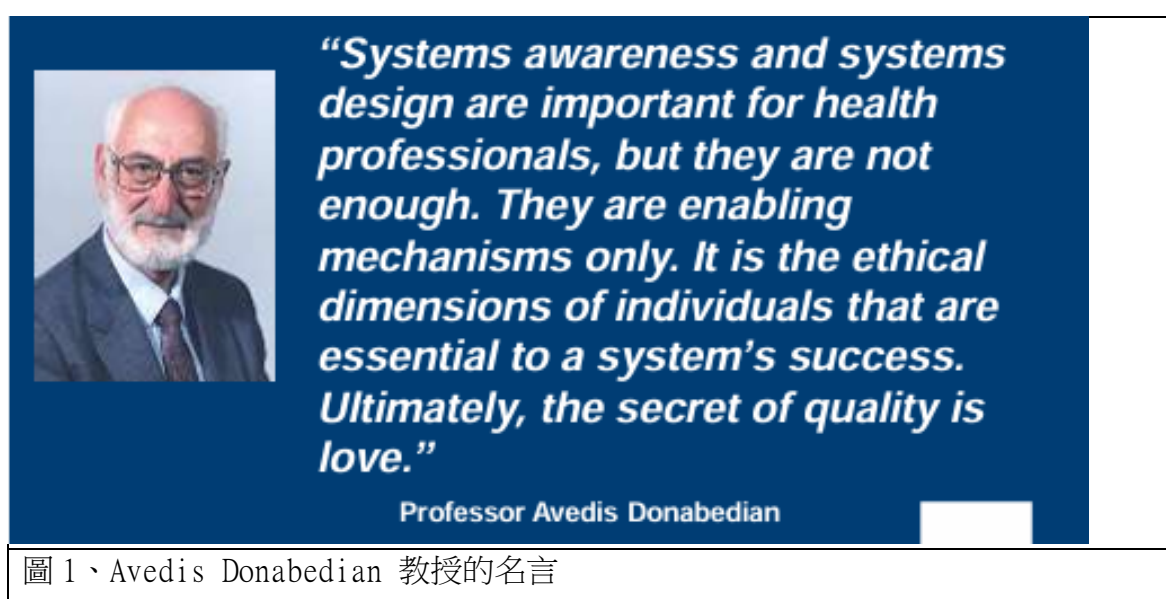 “Systems awareness and systems
design are important for health
professionals, but they are not
enough. They are enabling
mechanisms only. It is the ethical
dimensions of individuals that are
essential to a system’s success.
Ultimately, the secret of quality is
love.”
Professor Avedis Donabedian
圖 1、Avedis Donabedian 教授的名言